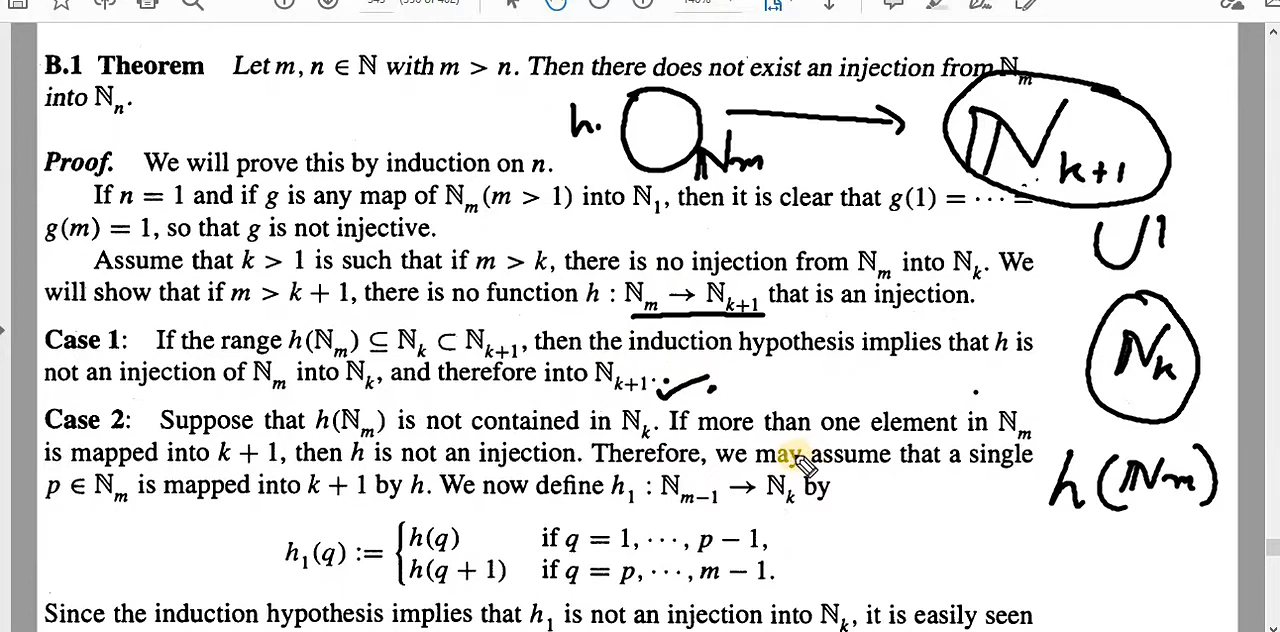 B.1 Theorem Let m, n ∈ ℕ with m > n. Then there does not exist an injection from ℕₘ
into ℕₙ.
h. ℕm → ℕk+1
Proof. We will prove this by induction on n.
If n = 1 and if g is any map of ℕₘ (m > 1) into ℕ₁, then it is clear that g(1) = ··· =
g(m) = 1, so that g is not injective.
Assume that k > 1 is such that if m > k, there is no injection from ℕₘ into ℕₖ. We
will show that if m > k + 1, there is no function h : ℕₘ → ℕₖ₊₁ that is an injection.
Case 1: If the range h(ℕₘ) ⊆ ℕₖ ⊂ ℕₖ₊₁, then the induction hypothesis implies that h is
not an injection of ℕₘ into ℕₖ, and therefore into ℕₖ₊₁.
ℕk
Case 2: Suppose that h(ℕₘ) is not contained in ℕₖ. If more than one element in ℕₘ
is mapped into k + 1, then h is not an injection. Therefore, we may assume that a single
p ∈ ℕₘ is mapped into k + 1 by h. We now define h₁ : ℕₘ₋₁ → ℕₖ by
h(ℕm)
h₁(q) := { h(q) if q = 1, ···, p − 1,
h(q + 1) if q = p, ···, m − 1.
Since the induction hypothesis implies that h₁ is not an injection into ℕₖ, it is easily seen